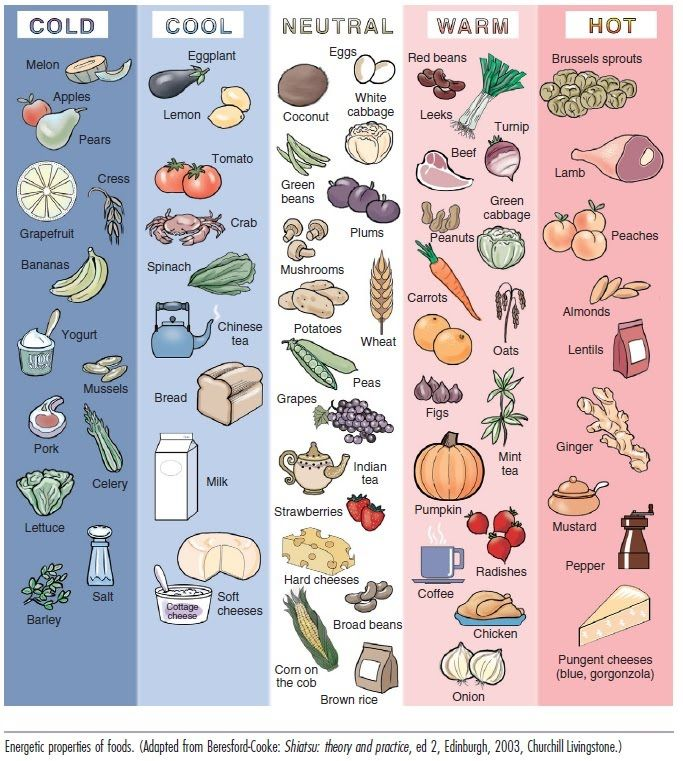 COLD
COOL
NEUTRAL
WARM
HOT
Melon
Apples
Pears
Cress
Grapefruit
Bananas
Yogurt
Mussels
Pork
Celery
Lettuce
Salt
Barley
Eggplant
Lemon
Tomato
Crab
Spinach
Chinese
tea
Bread
Milk
Soft
cheeses
Cottage
cheese
Eggs
Coconut
White
cabbage
Green
beans
Plums
Mushrooms
Potatoes
Wheat
Peas
Grapes
Indian
tea
Strawberries
Hard cheeses
Broad beans
Corn on
the cob
Brown rice
Red beans
Leeks
Turnip
Beef
Green
cabbage
Peanuts
Carrots
Oats
Figs
Mint
tea
Pumpkin
Radishes
Coffee
Chicken
Onion
Brussels sprouts
Lamb
Peaches
Almonds
Lentils
Ginger
Mustard
Pepper
Pungent cheeses
(blue, gorgonzola)
Energetic properties of foods. (Adapted from Beresford-Cooke: Shiatsu: theory and practice, ed 2, Edinburgh, 2003, Churchill Livingstone.)